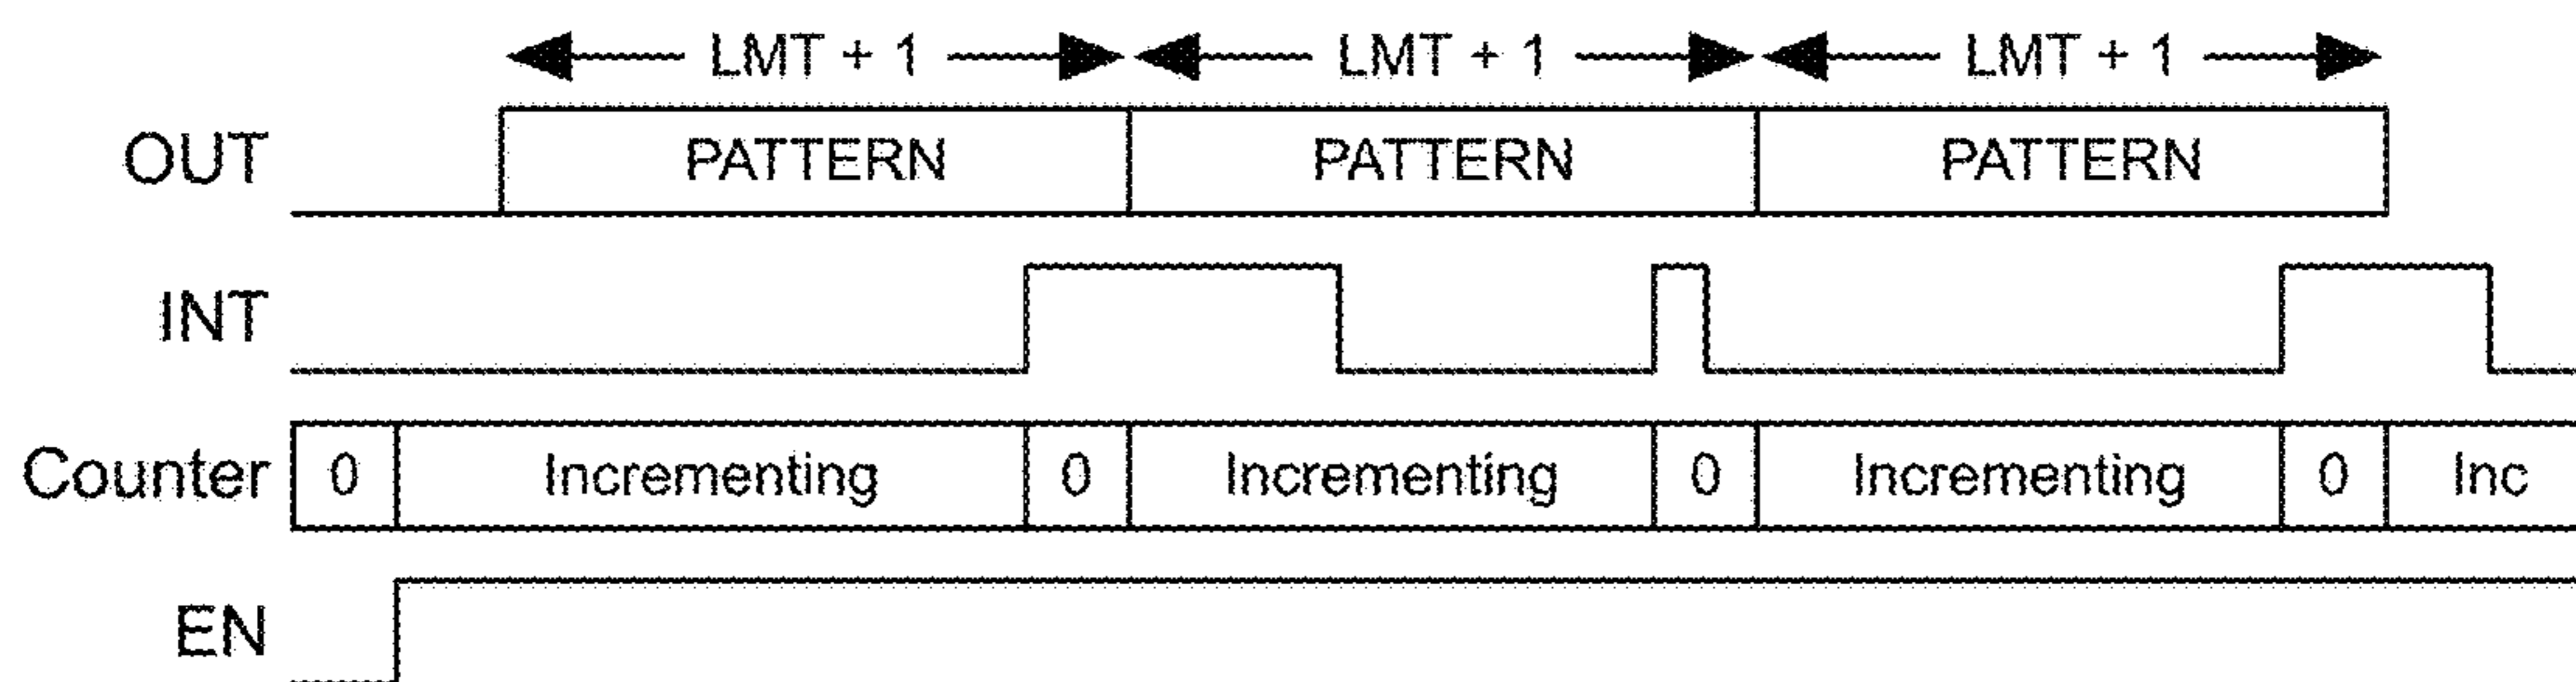 LMT + 1 LMT + 1 LMT + 1
OUT PATTERN PATTERN PATTERN
INT
Counter 0 Incrementing 0 Incrementing 0 Incrementing 0 Inc
EN